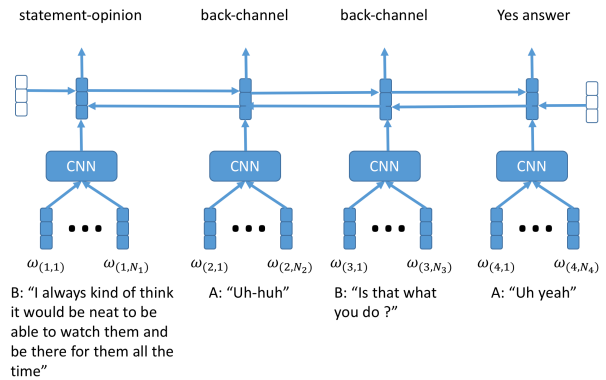 statement-opinion back-channel back-channel Yes answer
CNN CNN CNN CNN
ω(1,1) ω(1,N₁) ω(2,1) ω(2,N₂) ω(3,1) ω(3,N₃) ω(4,1) ω(4,N₄)
B: “I always kind of think
it would be neat to be
able to watch them and
be there for them all the
time”
A: “Uh-huh”
B: “Is that what
you do ?”
A: “Uh yeah”